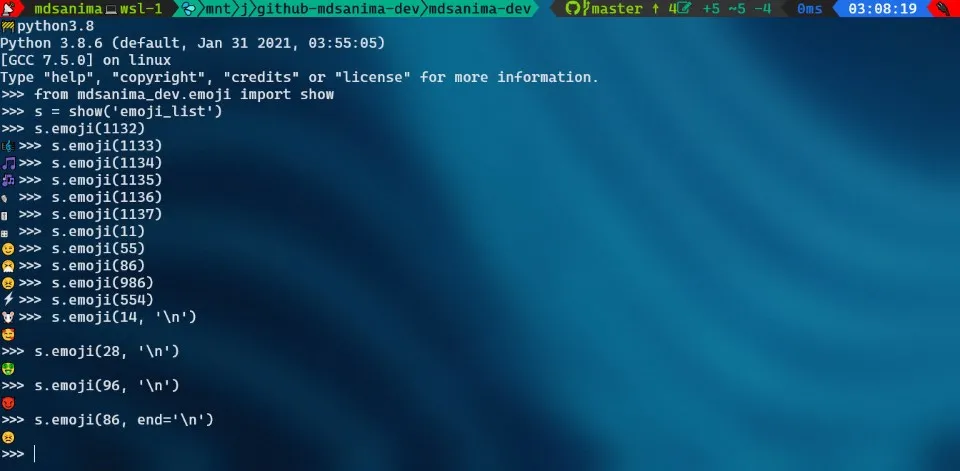 mdsanima💻wsl-1 mnt〉j〉github-mdsanima-dev〉mdsanima-dev master ↑ 4 +5 ~5 -4 0ms 03:08:19
🚧python3.8
Python 3.8.6 (default, Jan 31 2021, 03:55:05)
[GCC 7.5.0] on linux
Type "help", "copyright", "credits" or "license" for more information.
>>> from mdsanima_dev.emoji import show
>>> s = show('emoji_list')
>>> s.emoji(1132)
👍>>> s.emoji(1133)
🎵>>> s.emoji(1134)
🎶>>> s.emoji(1135)
>>> s.emoji(1136)
>>> s.emoji(1137)
>>> s.emoji(11)
😊>>> s.emoji(55)
>>> s.emoji(86)
😣>>> s.emoji(986)
⚡>>> s.emoji(554)
🐭>>> s.emoji(14, '\n')
🥰
>>> s.emoji(28, '\n')
🤑
>>> s.emoji(96, '\n')
👿
>>> s.emoji(86, end='\n')
😣
>>>